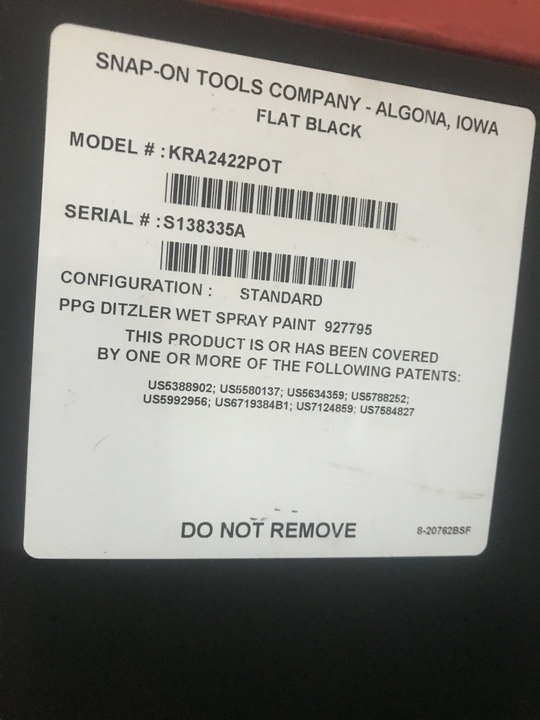 SNAP-ON TOOLS COMPANY - ALGONA, IOWA
FLAT BLACK
MODEL # : KRA2422POT
SERIAL # : S138335A
CONFIGURATION : STANDARD
PPG DITZLER WET SPRAY PAINT 927795
THIS PRODUCT IS OR HAS BEEN COVERED
BY ONE OR MORE OF THE FOLLOWING PATENTS:
US5388902; US5580137; US5634359; US5788252;
US5992956; US6719384B1; US7124859; US7584827
DO NOT REMOVE
8-20762BSF